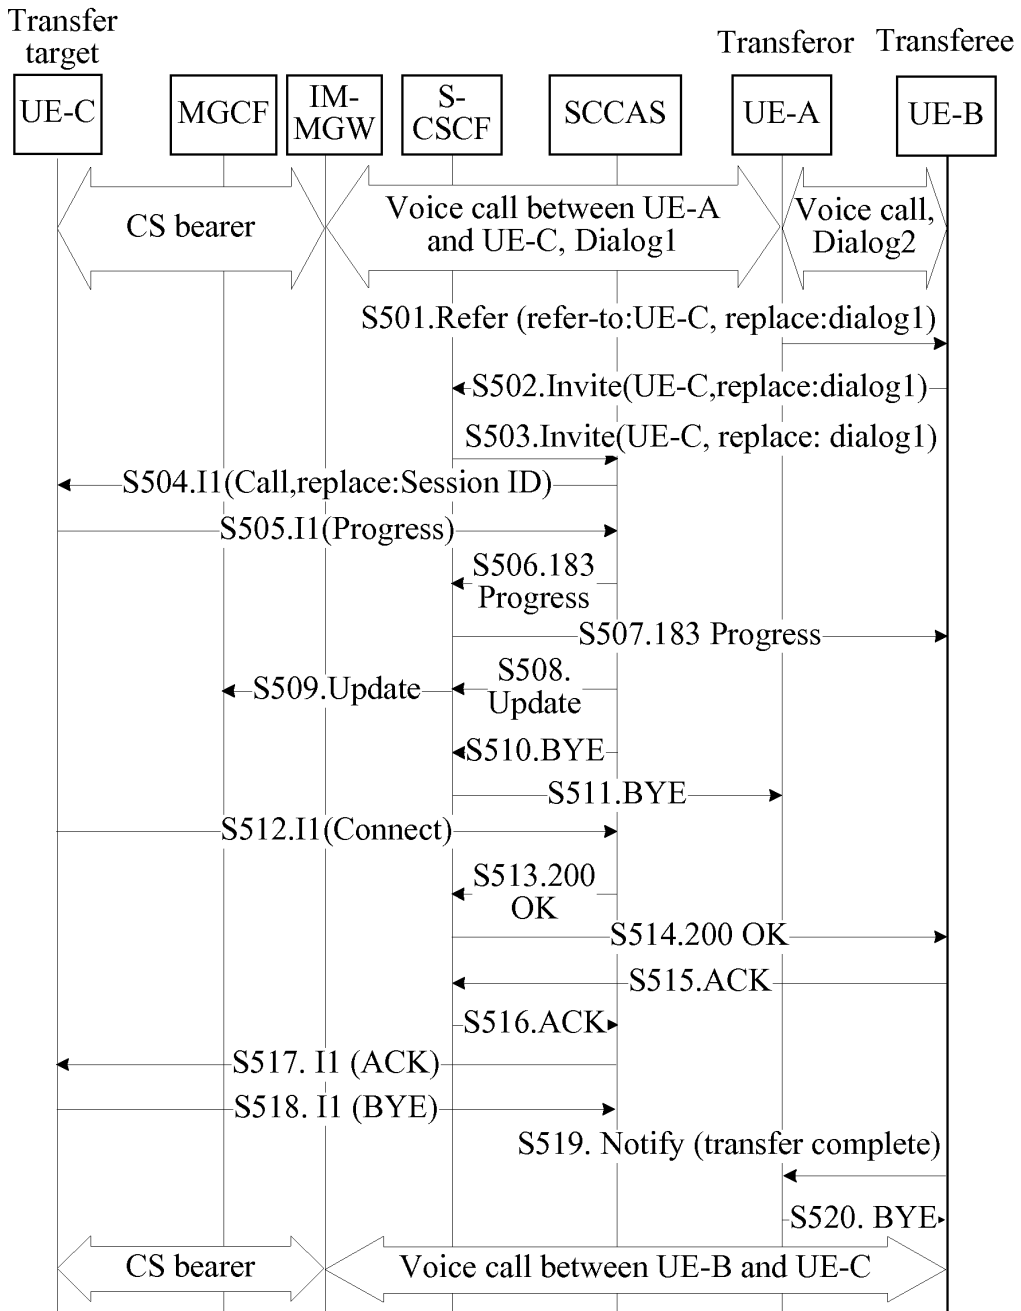 Transfer
target
Transferor
Transferee
UE-C
MGCF
IM-
MGW
S-
CSCF
SCCAS
UE-A
UE-B
CS bearer
Voice call between UE-A
and UE-C, Dialog1
Voice call,
Dialog2
S501.Refer (refer-to:UE-C, replace:dialog1)
S502.Invite(UE-C,replace:dialog1)
S503.Invite(UE-C, replace: dialog1)
S504.I1(Call,replace:Session ID)
S505.I1(Progress)
S506.183
Progress
S507.183 Progress
S508.
Update
S509.Update
S510.BYE
S511.BYE
S512.I1(Connect)
S513.200
OK
S514.200 OK
S515.ACK
S516.ACK
S517. I1 (ACK)
S518. I1 (BYE)
S519. Notify (transfer complete)
S520. BYE
CS bearer
Voice call between UE-B and UE-C